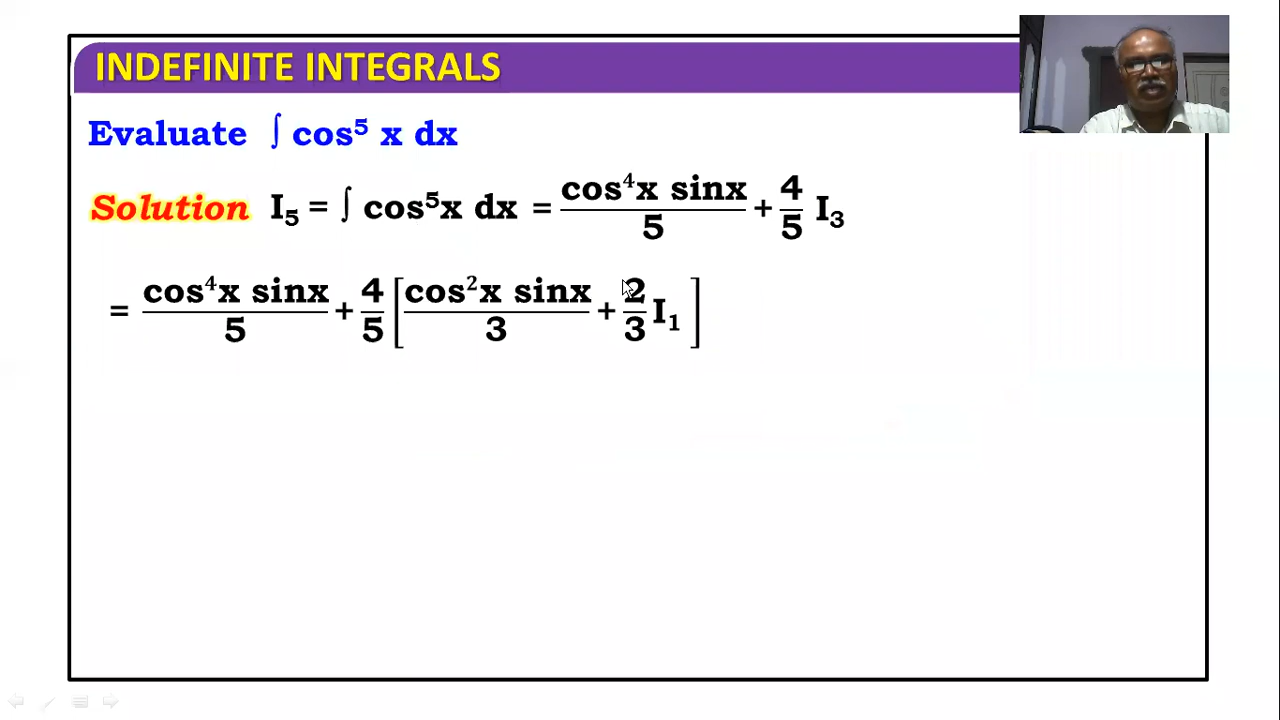 INDEFINITE INTEGRALS
Evaluate ∫ cos⁵ x dx
Solution I₅ = ∫ cos⁵x dx = cos⁴x sinx / 5 + 4/5 I₃
= cos⁴x sinx / 5 + 4/5 [cos²x sinx / 3 + 2/3 I₁]